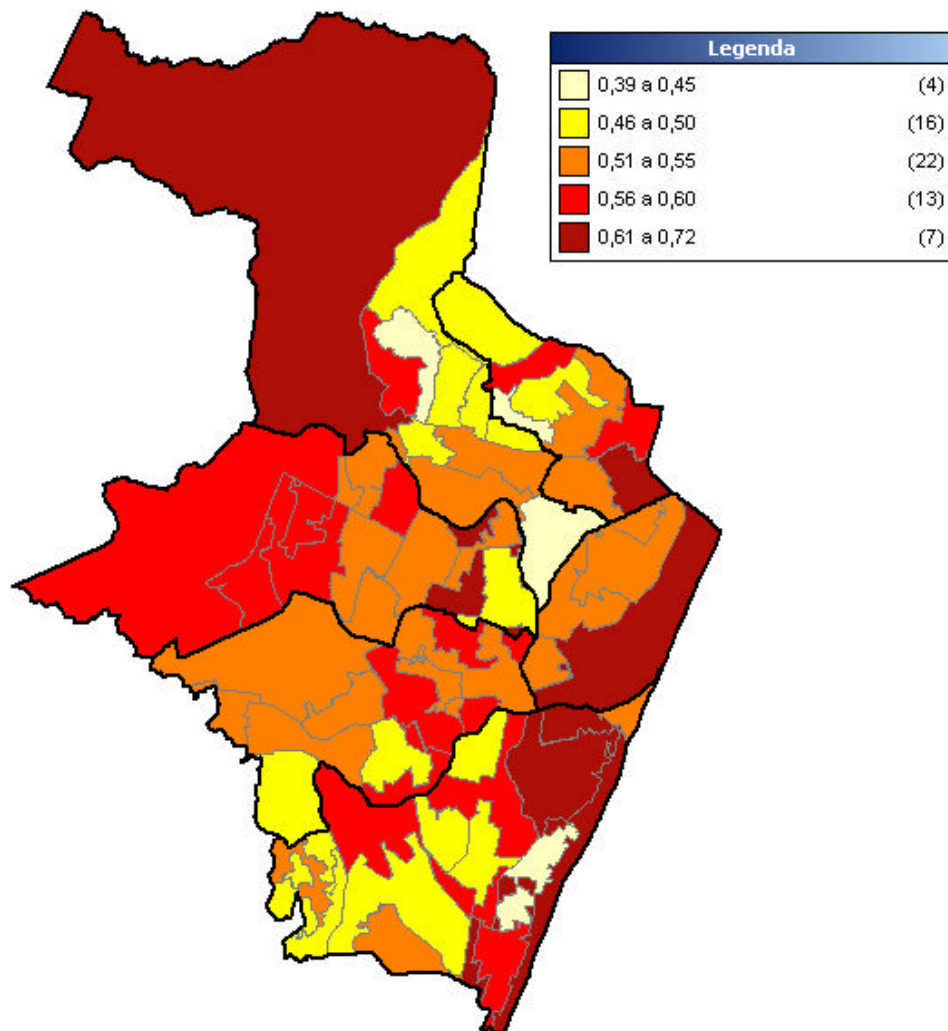 Legenda
0,39 a 0,45 (4)
0,46 a 0,50 (16)
0,51 a 0,55 (22)
0,56 a 0,60 (13)
0,61 a 0,72 (7)